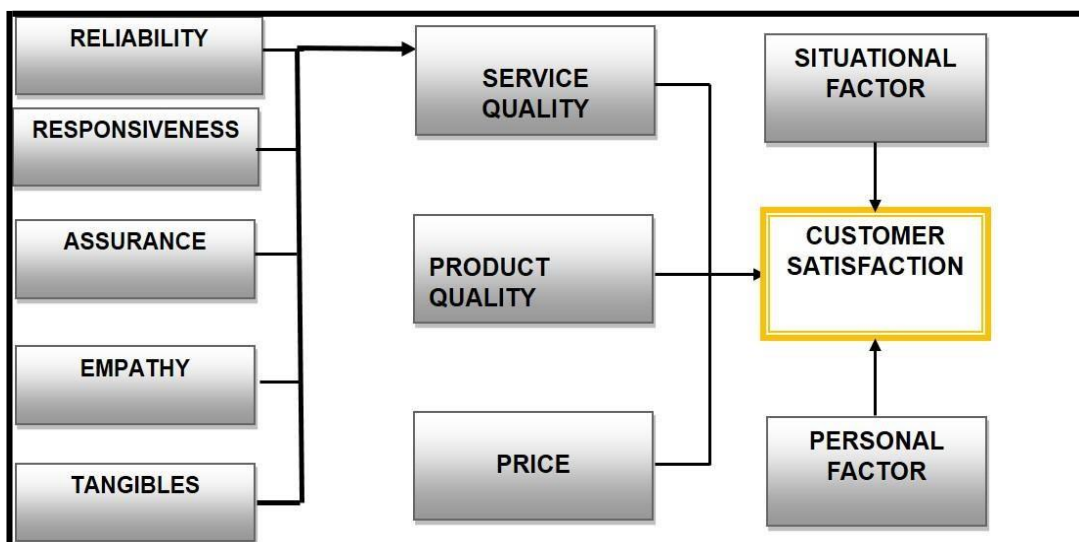 RELIABILITY
RESPONSIVENESS
ASSURANCE
EMPATHY
TANGIBLES
SERVICE
QUALITY
PRODUCT
QUALITY
PRICE
SITUATIONAL
FACTOR
CUSTOMER
SATISFACTION
PERSONAL
FACTOR